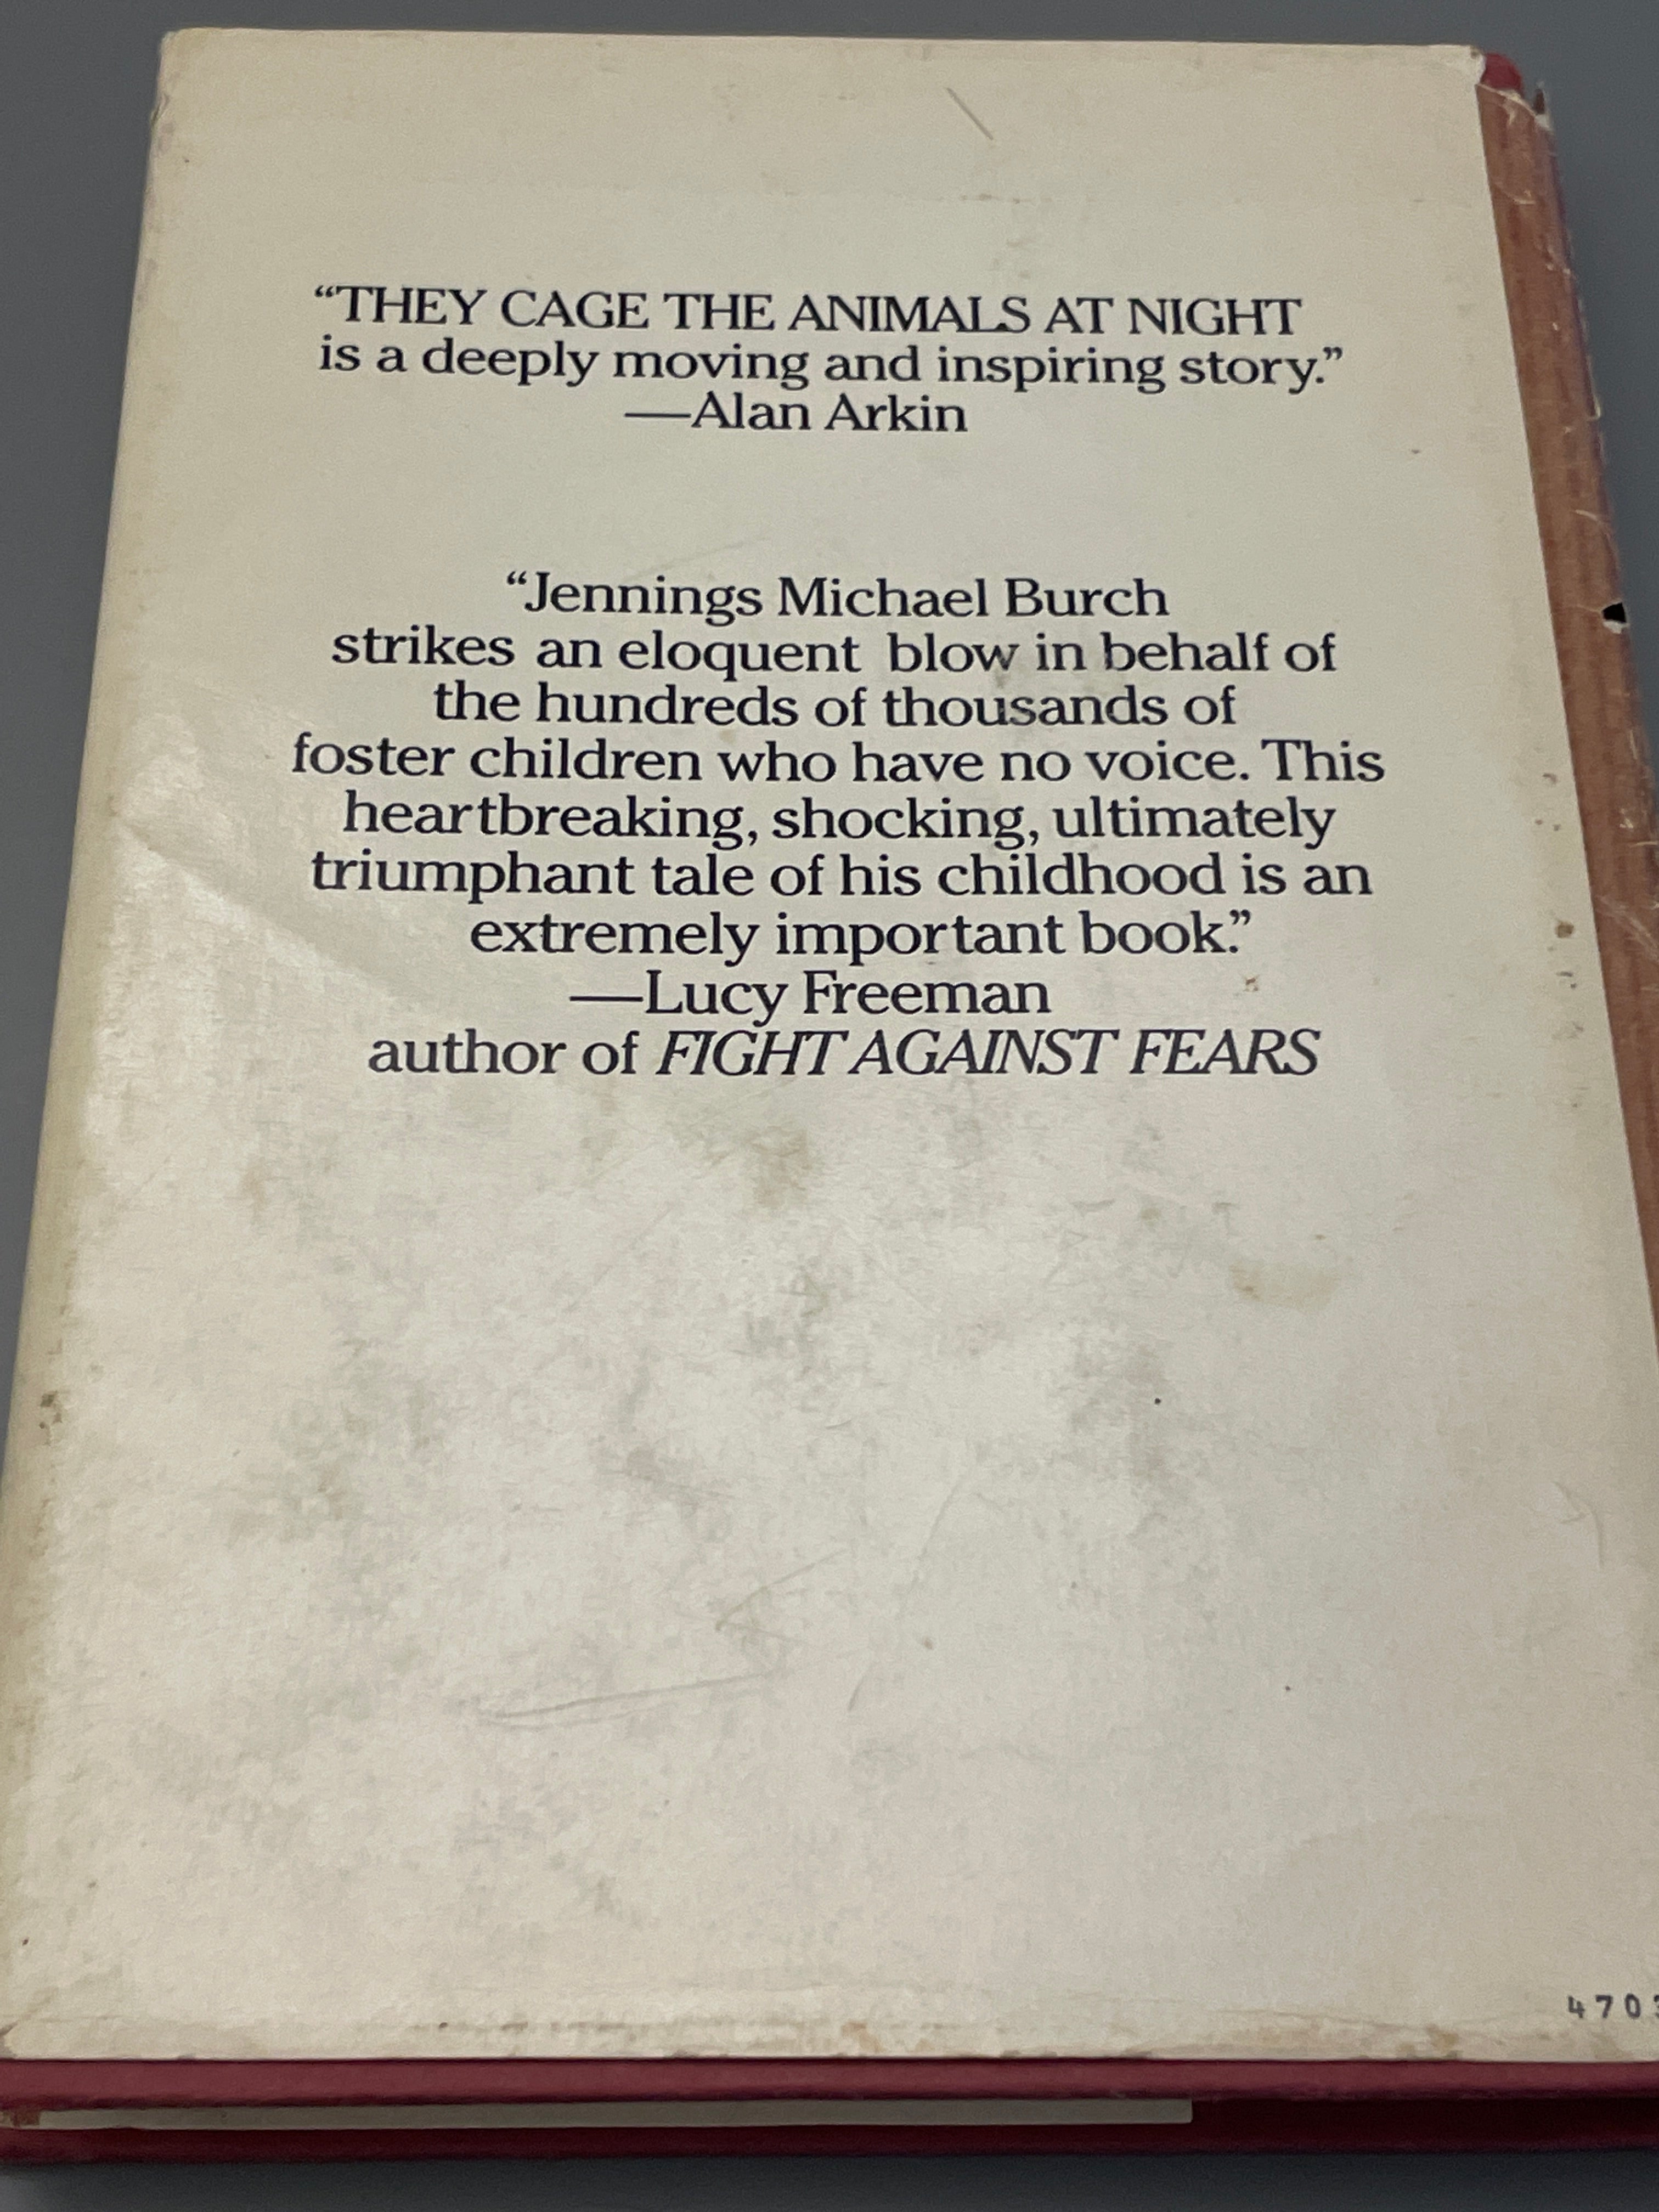 “THEY CAGE THE ANIMALS AT NIGHT
is a deeply moving and inspiring story.”
—Alan Arkin
“Jennings Michael Burch
strikes an eloquent blow in behalf of
the hundreds of thousands of
foster children who have no voice. This
heartbreaking, shocking, ultimately
triumphant tale of his childhood is an
extremely important book.”
—Lucy Freeman
author of FIGHT AGAINST FEARS
4703